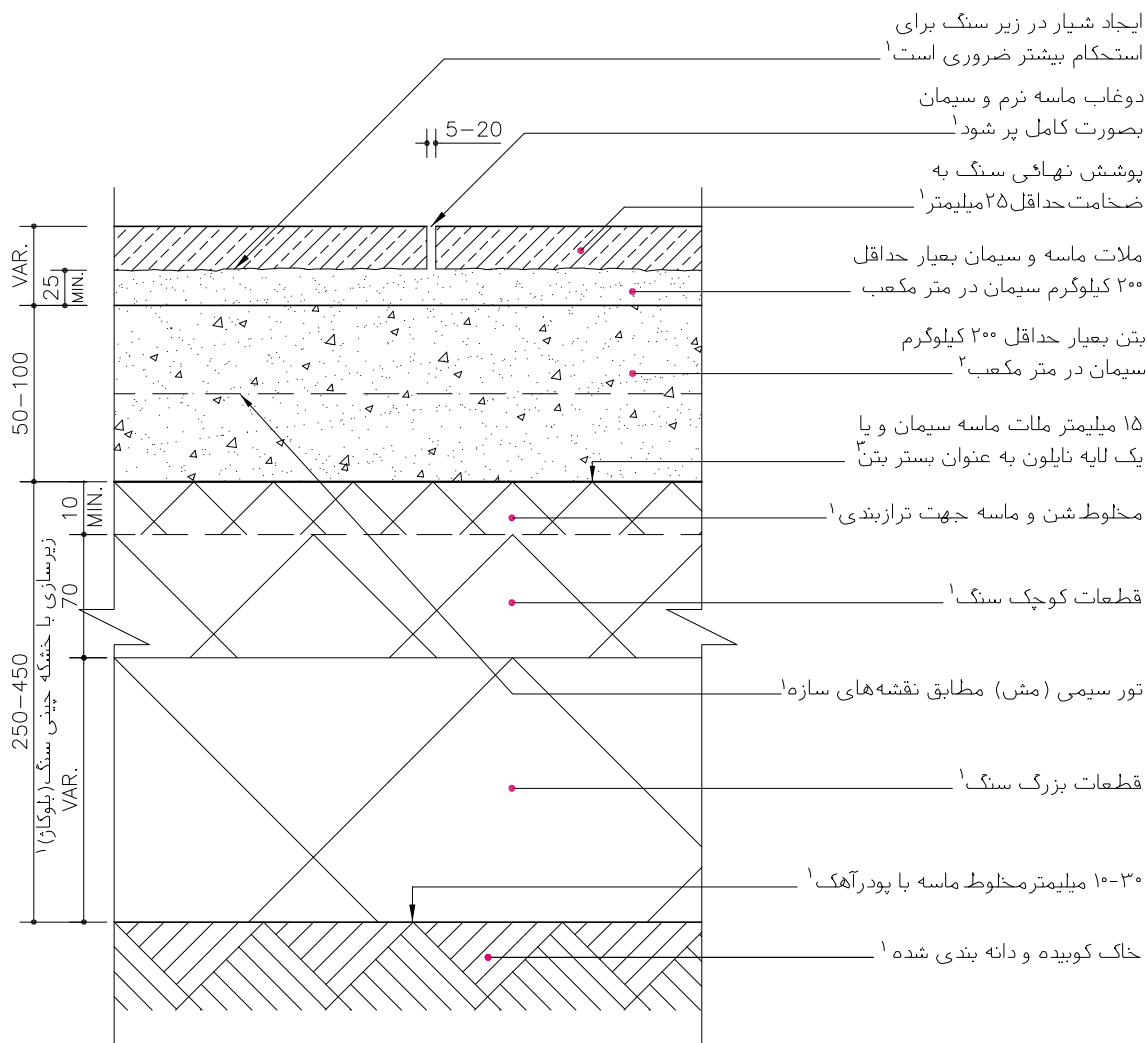 ایجاد شیار در زیر سنگ برای
استحکام بیشتر ضروری است۱
دوغاب ماسه نرم و سیمان
بصورت کامل پر شود۱
5-20
پوشش نهائی سنگ به
ضخامت حداقل ۲۵ میلیمتر۱
VAR.
25
MIN.
ملات ماسه و سیمان بعیار حداقل
۲۰۰ کیلوگرم سیمان در متر مکعب
50-100
بتن بعیار حداقل ۲۰۰ کیلوگرم
سیمان در متر مکعب۲
۱۵ میلیمتر ملات ماسه سیمان و یا
یک لایه نایلون به عنوان بستر بتن۳
10
MIN.
مخلوط شن و ماسه جهت ترازبندی۱
70
قطعات کوچک سنگ۱
250-450
زیرسازی با خشکه چینی سنگ (بلوکاژ)۱
VAR.
تور سیمی (مش) مطابق نقشه‌های سازه۱
قطعات بزرگ سنگ۱
۱۰-۳۰ میلیمتر مخلوط ماسه با پودرآهک۱
خاک کوبیده و دانه بندی شده۱